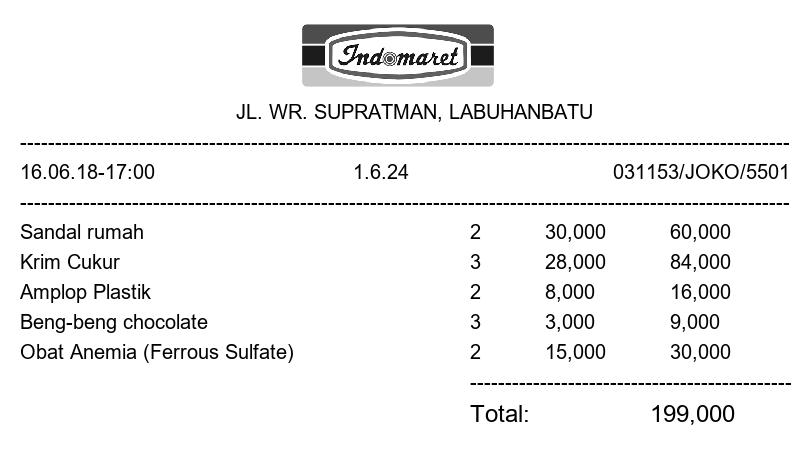 Indomaret
JL. WR. SUPRATMAN, LABUHANBATU
16.06.18-17:00 1.6.24 031153/JOKO/5501
Sandal rumah 2 30,000 60,000
Krim Cukur 3 28,000 84,000
Amplop Plastik 2 8,000 16,000
Beng-beng chocolate 3 3,000 9,000
Obat Anemia (Ferrous Sulfate) 2 15,000 30,000
Total: 199,000